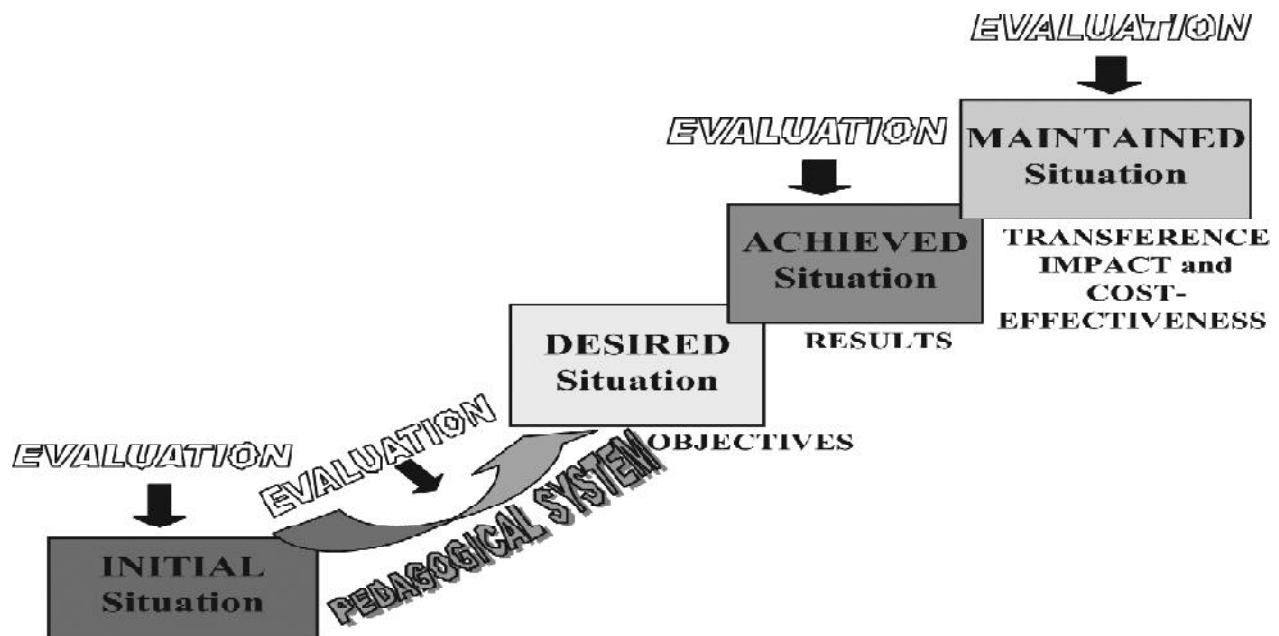 EVALUATION
EVALUATION
MAINTAINED
Situation
TRANSFERENCE
IMPACT and
COST-
EFFECTIVENESS
ACHIEVED
Situation
RESULTS
DESIRED
Situation
OBJECTIVES
EVALUATION
EVALUATION
PEDAGOGICAL SYSTEM
INITIAL
Situation